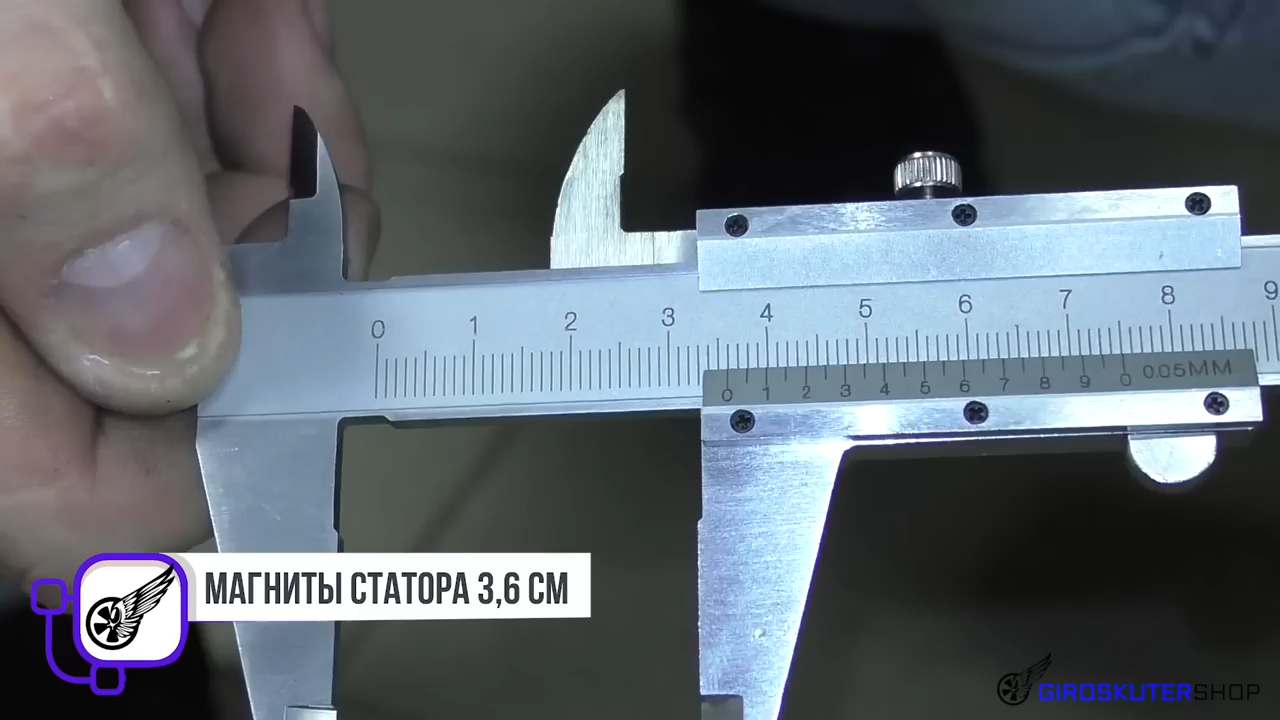 0 1 2 3 4 5 6 7 8 9
0 1 2 3 4 5 6 7 8 9 0 0.05MM
МАГНИТЫ СТАТОРА 3,6 СМ
GIROSKUTERSHOP